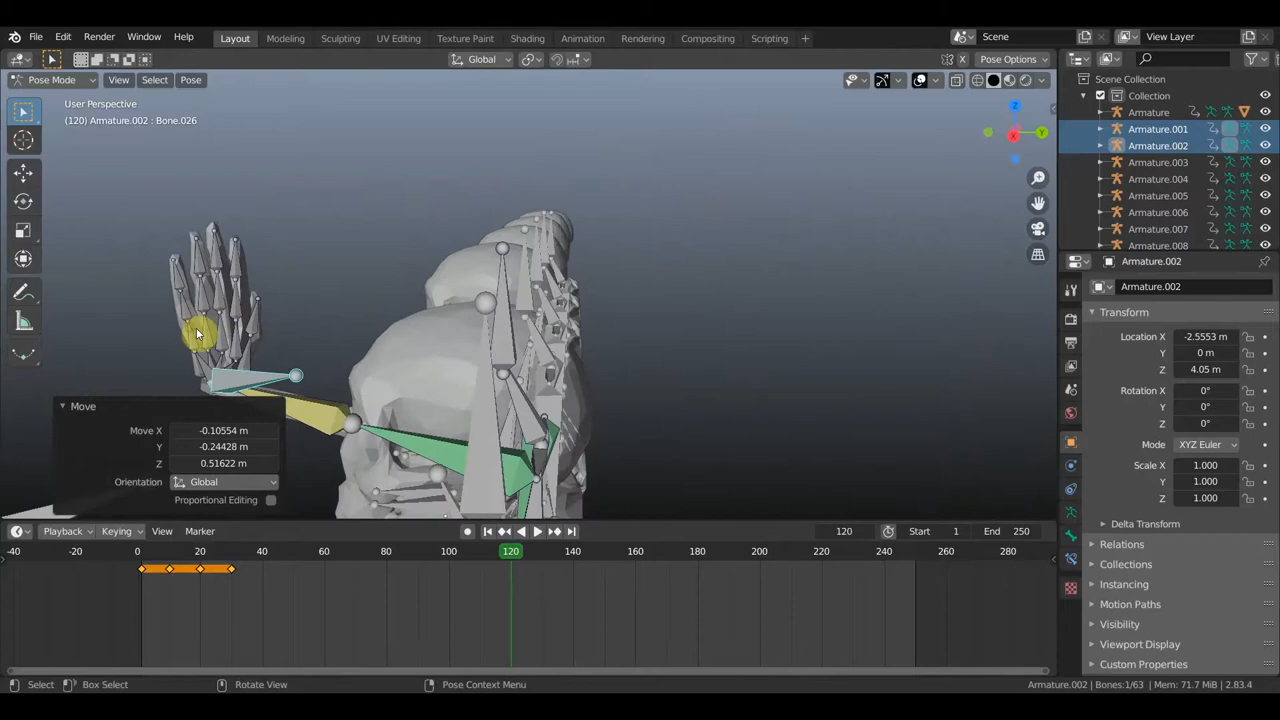 File Edit Render Window Help Layout Modeling Sculpting UV Editing Texture Paint Shading Animation Rendering Compositing Scripting + Scene View Layer
Global X Pose Options
Pose Mode View Select Pose
User Perspective
(120) Armature.002 : Bone.026
Z
Y
X
Scene Collection
Collection
Armature
Armature.001
Armature.002
Armature.003
Armature.004
Armature.005
Armature.006
Armature.007
Armature.008
Armature.002
Armature.002
Transform
Location X -2.5553 m
Y 0 m
Z 4.05 m
Rotation X 0°
Y 0°
Z 0°
Mode XYZ Euler
Scale X 1.000
Y 1.000
Z 1.000
Delta Transform
Relations
Collections
Instancing
Motion Paths
Visibility
Viewport Display
Custom Properties
Move
Move X -0.10554 m
Y -0.24428 m
Z 0.51622 m
Orientation Global
Proportional Editing
Playback Keying View Marker 120 Start 1 End 250
-40 -20 0 20 40 60 80 100 120 140 160 180 200 220 240 260 280
Select Box Select Rotate View Pose Context Menu Armature.002 | Bones:1/63 | Mem: 71.7 MiB | 2.83.4